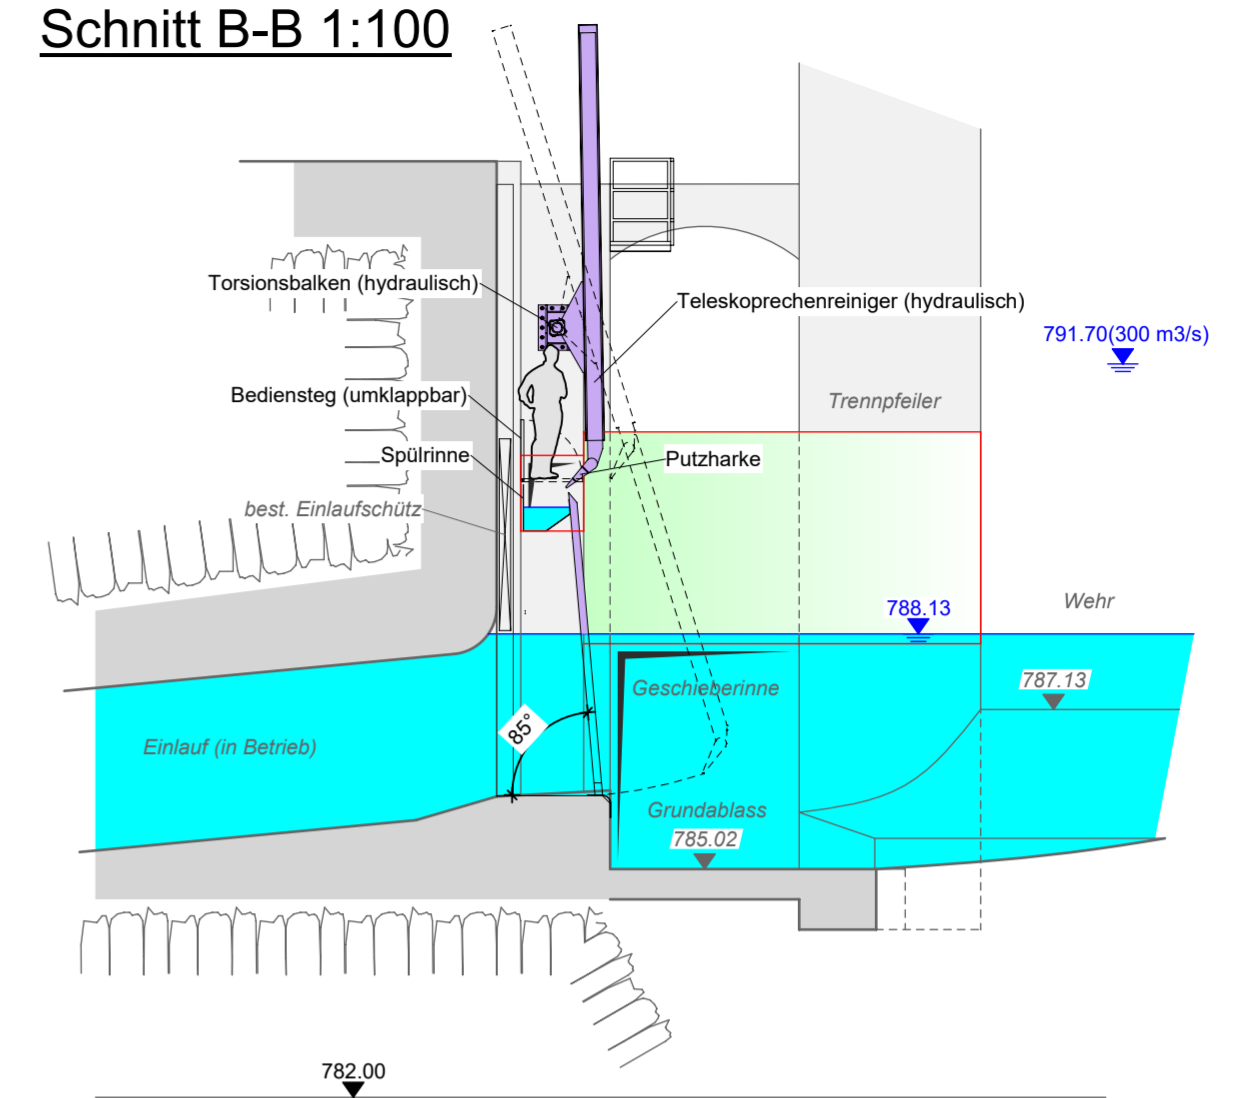 Schnitt B-B 1:100
Torsionsbalken (hydraulisch)
Teleskoprechenreiniger (hydraulisch)
791.70(300 m3/s)
Bediensteg (umklappbar)
Trennpfeiler
Spülrinne
Putzharke
best. Einlaufschütz
788.13
Wehr
Geschieberinne
787.13
85°
Einlauf (in Betrieb)
Grundablass
785.02
782.00